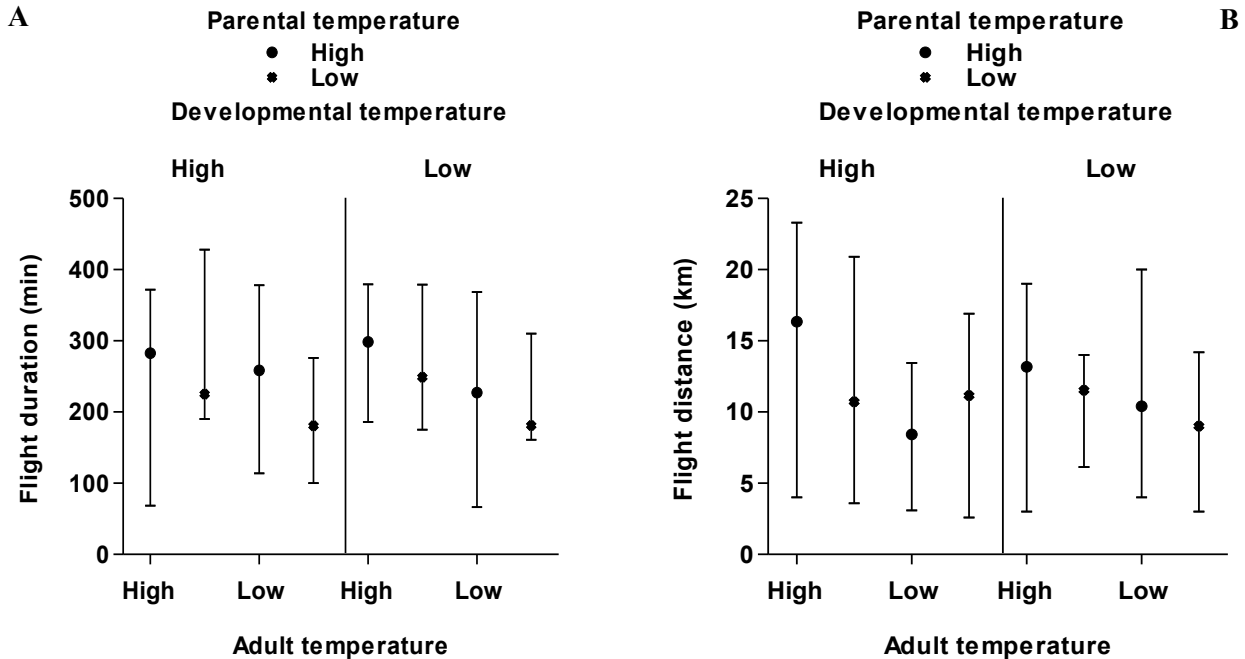 A
Parental temperature
High
Low
Developmental temperature
High Low
500
400
300
200
100
0
Flight duration (min)
High Low High Low
Adult temperature
B
Parental temperature
High
Low
Developmental temperature
High Low
25
20
15
10
5
0
Flight distance (km)
High Low High Low
Adult temperature